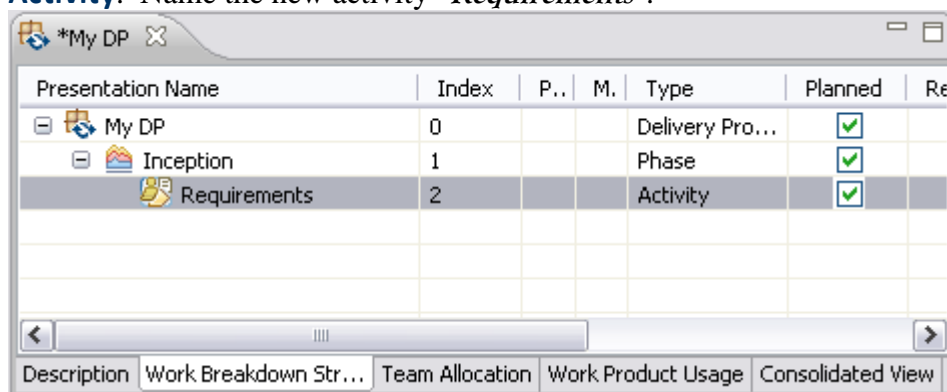 Activity. Name the new activity "Requirements".
*My DP
Presentation Name Index P.. M. Type Planned Re
My DP 0 Delivery Pro...
Inception 1 Phase
Requirements 2 Activity
Description Work Breakdown Str... Team Allocation Work Product Usage Consolidated View